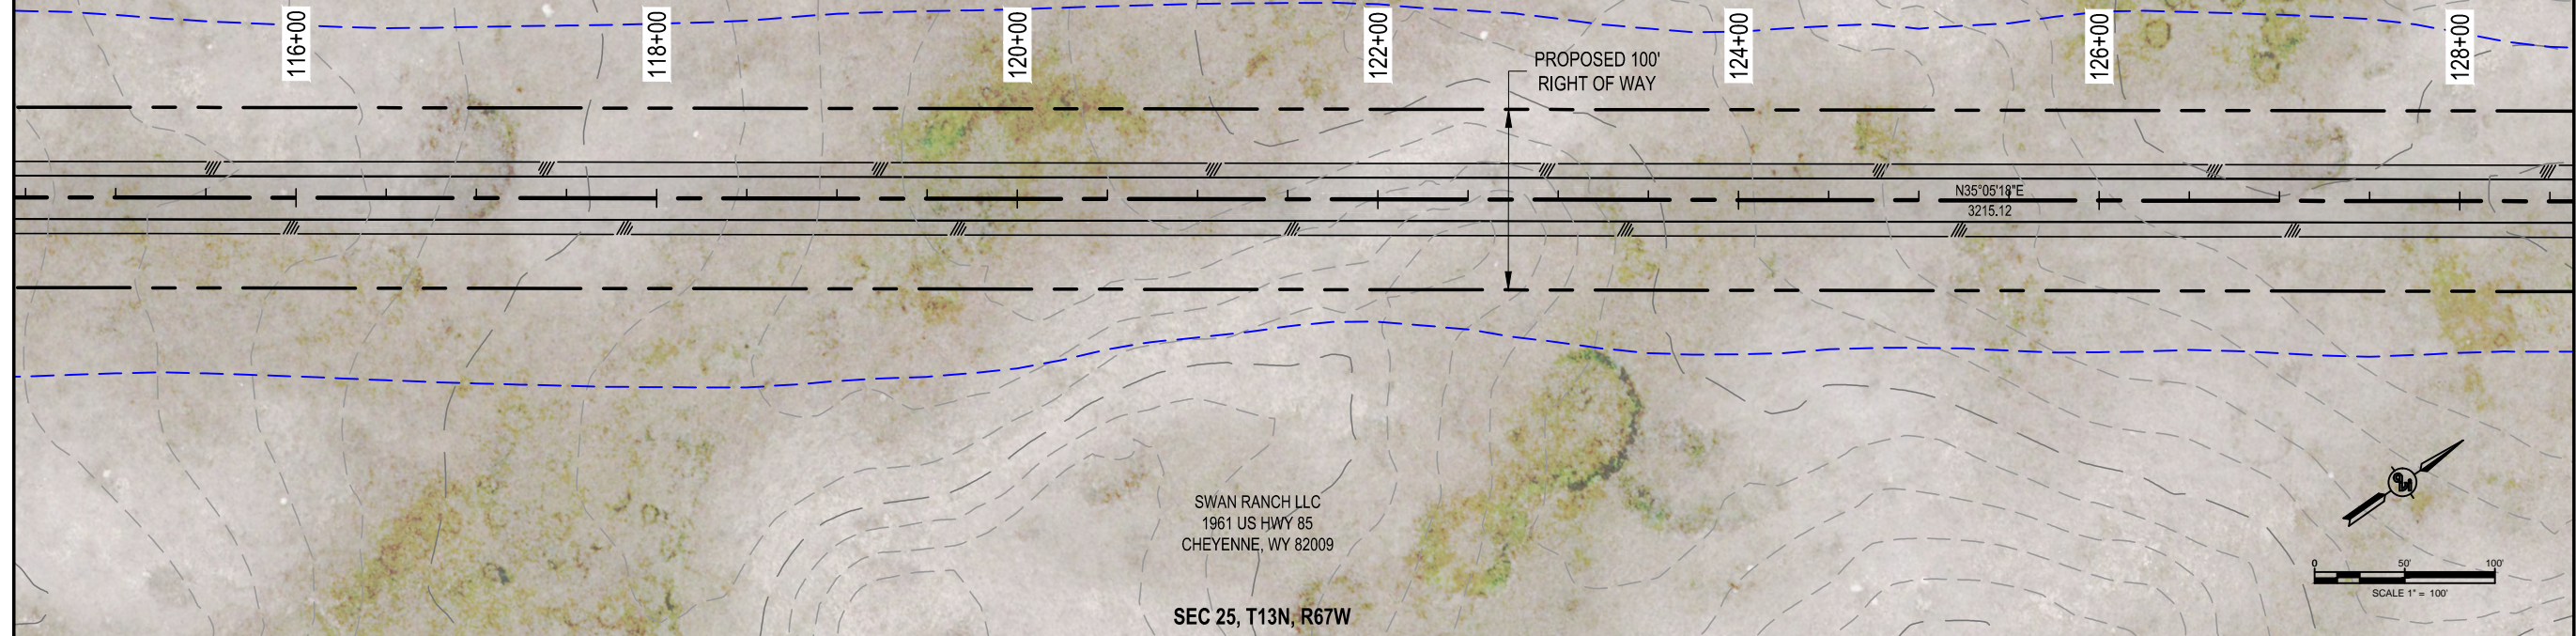 116+00
118+00
120+00
122+00
124+00
126+00
128+00
PROPOSED 100'
RIGHT OF WAY
N35°05'18"E
3215.12
SWAN RANCH LLC
1961 US HWY 85
CHEYENNE, WY 82009
SEC 25, T13N, R67W
0 50' 100'
SCALE 1" = 100'